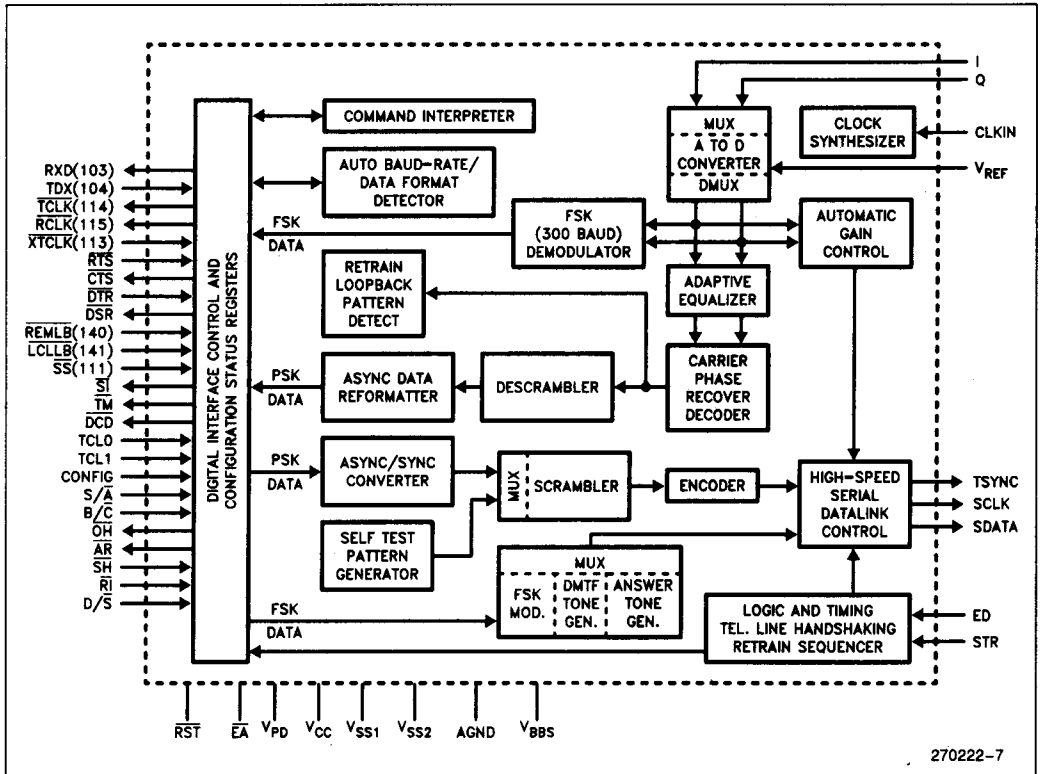 I
Q
CLKIN
VREF
COMMAND INTERPRETER
MUX
A TO D
CONVERTER
DMUX
CLOCK
SYNTHESIZER
AUTO BAUD-RATE/
DATA FORMAT
DETECTOR
FSK
DATA
FSK
(300 BAUD)
DEMODULATOR
AUTOMATIC
GAIN
CONTROL
RETRAIN
LOOPBACK
PATTERN
DETECT
ADAPTIVE
EQUALIZER
PSK
DATA
ASYNC DATA
REFORMATTER
DESCRAMBLER
CARRIER
PHASE
RECOVER
DECODER
PSK
DATA
ASYNC/SYNC
CONVERTER
MUX
SCRAMBLER
ENCODER
HIGH-SPEED
SERIAL
DATALINK
CONTROL
TSYNC
SCLK
SDATA
SELF TEST
PATTERN
GENERATOR
MUX
FSK
MOD.
DMTF
TONE
GEN.
ANSWER
TONE
GEN.
FSK
DATA
LOGIC AND TIMING
TEL. LINE HANDSHAKING
RETRAIN SEQUENCER
ED
STR
DIGITAL INTERFACE CONTROL AND
CONFIGURATION STATUS REGISTERS
RXD(103)
TDX(104)
TCLK(114)
RCLK(115)
XTCLK(113)
RTS
CTS
DTR
DSR
REMLB(140)
LCLLB(141)
SS(111)
SI
TM
DCD
TCL0
TCL1
CONFIG
S/A
B/C
OH
AR
SH
RI
D/S
RST
EA
VPD
VCC
VSS1
VSS2
AGND
VBBS
270222-7